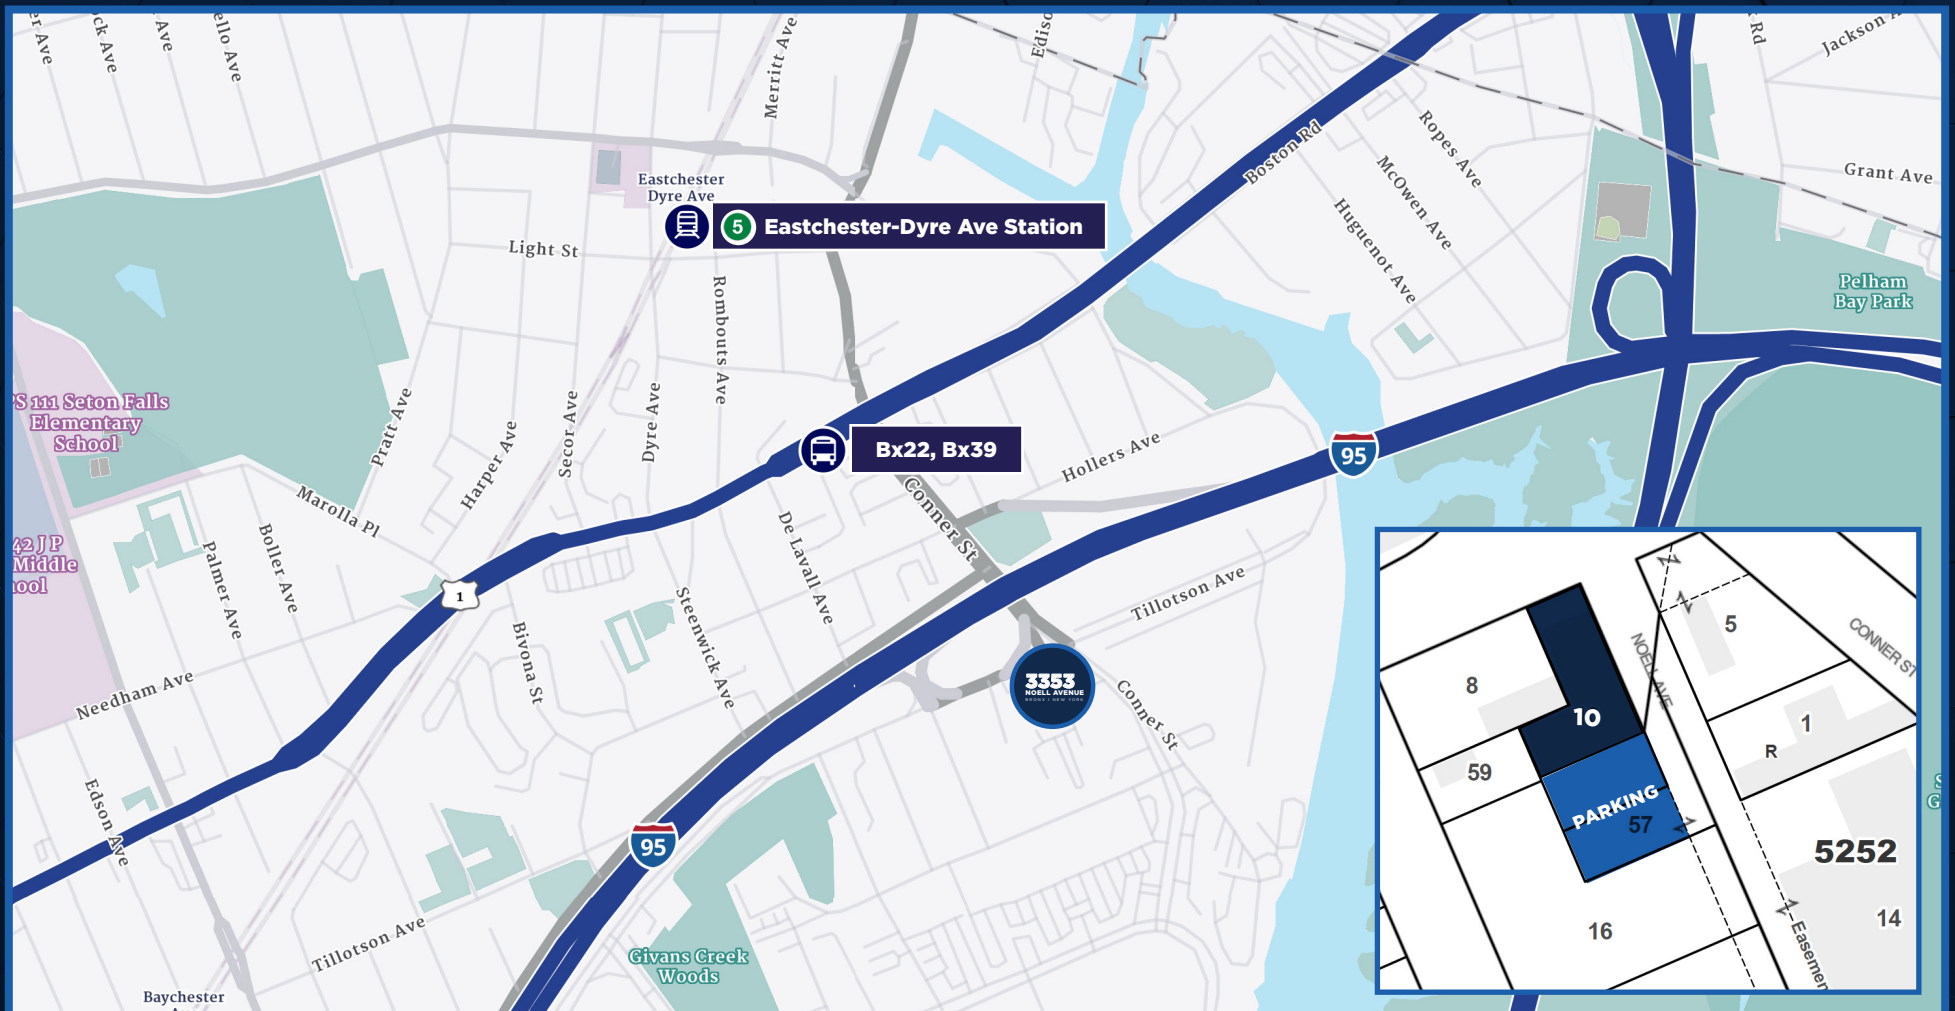 Ave
Ave
Ave
Merritt Ave
Rd
Grant Ave
Ropes Ave
Boston Rd
McOwen Ave
Huguenot Ave
Eastchester
Dyre Ave
5 Eastchester-Dyre Ave Station
Light St
Rombouts Ave
Pelham
Bay Park
111 Seton Falls
Elementary
School
Pratt Ave
Harper Ave
Secor Ave
Dyre Ave
Bx22, Bx39
Hollers Ave
95
Conner St
Marolla Pl
Boller Ave
Palmer Ave
De Lavall Ave
J P
Middle
1
Steenwick Ave
Bivona St
Tillotson Ave
3353
NOELL AVENUE
BRONX | NEW YORK
Conner St
Needham Ave
Edson Ave
95
Tillotson Ave
Givans Creek
Woods
Baychester
5
CONNER ST
NOELL AVE
8
10
1
R
59
PARKING
57
5252
14
16